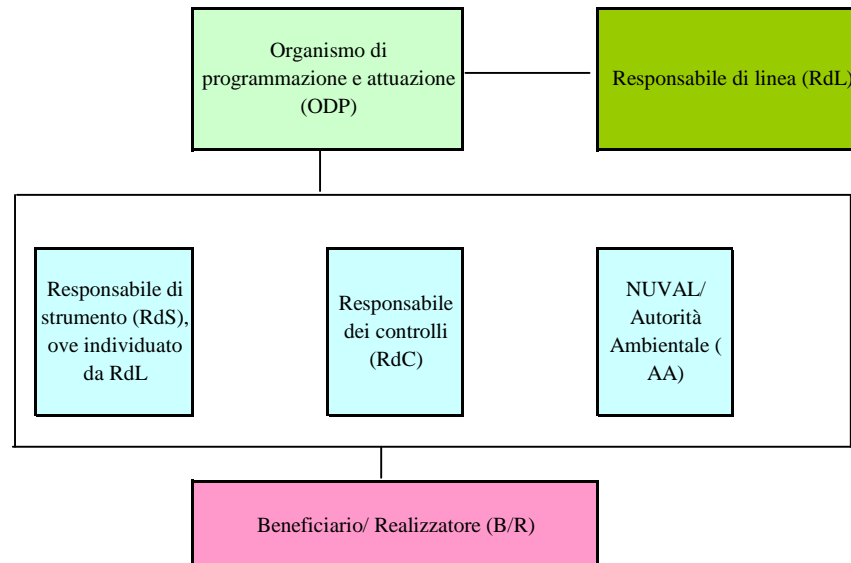 Organismo di
programmazione e attuazione
(ODP)
Responsabile di linea (RdL)
Responsabile di
strumento (RdS),
ove individuato
da RdL
Responsabile
dei controlli
(RdC)
NUVAL/
Autorità
Ambientale (
AA)
Beneficiario/ Realizzatore (B/R)